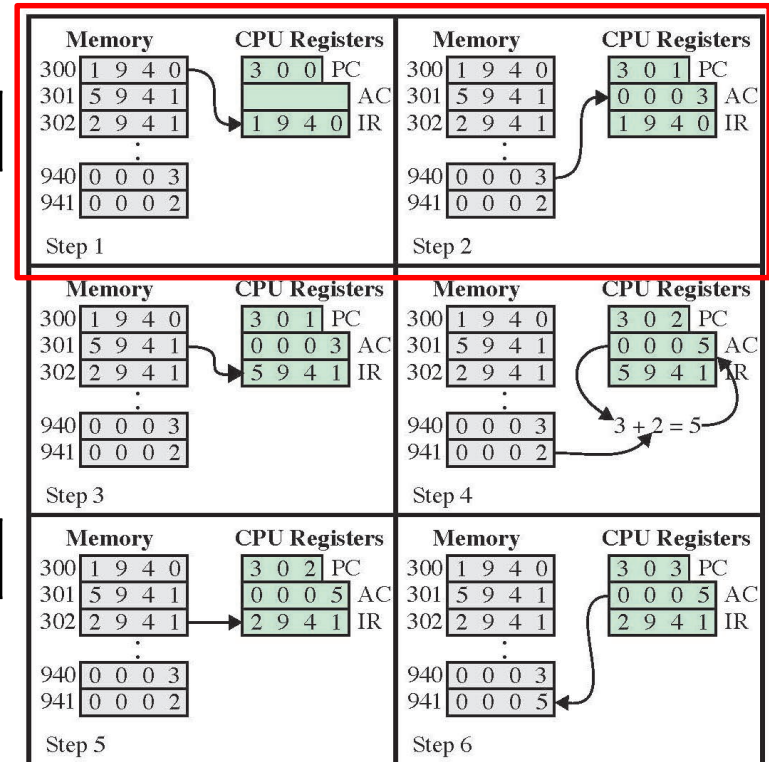 Memory CPU Registers
300 1 9 4 0 3 0 0 PC
301 5 9 4 1 AC
302 2 9 4 1 1 9 4 0 IR
940 0 0 0 3
941 0 0 0 2
Step 1
Memory CPU Registers
300 1 9 4 0 3 0 1 PC
301 5 9 4 1 0 0 0 3 AC
302 2 9 4 1 1 9 4 0 IR
940 0 0 0 3
941 0 0 0 2
Step 2
Memory CPU Registers
300 1 9 4 0 3 0 1 PC
301 5 9 4 1 0 0 0 3 AC
302 2 9 4 1 5 9 4 1 IR
940 0 0 0 3
941 0 0 0 2
Step 3
Memory CPU Registers
300 1 9 4 0 3 0 2 PC
301 5 9 4 1 0 0 0 5 AC
302 2 9 4 1 5 9 4 1 IR
940 0 0 0 3 3 + 2 = 5
941 0 0 0 2
Step 4
Memory CPU Registers
300 1 9 4 0 3 0 2 PC
301 5 9 4 1 0 0 0 5 AC
302 2 9 4 1 2 9 4 1 IR
940 0 0 0 3
941 0 0 0 2
Step 5
Memory CPU Registers
300 1 9 4 0 3 0 3 PC
301 5 9 4 1 0 0 0 5 AC
302 2 9 4 1 2 9 4 1 IR
940 0 0 0 3
941 0 0 0 5
Step 6